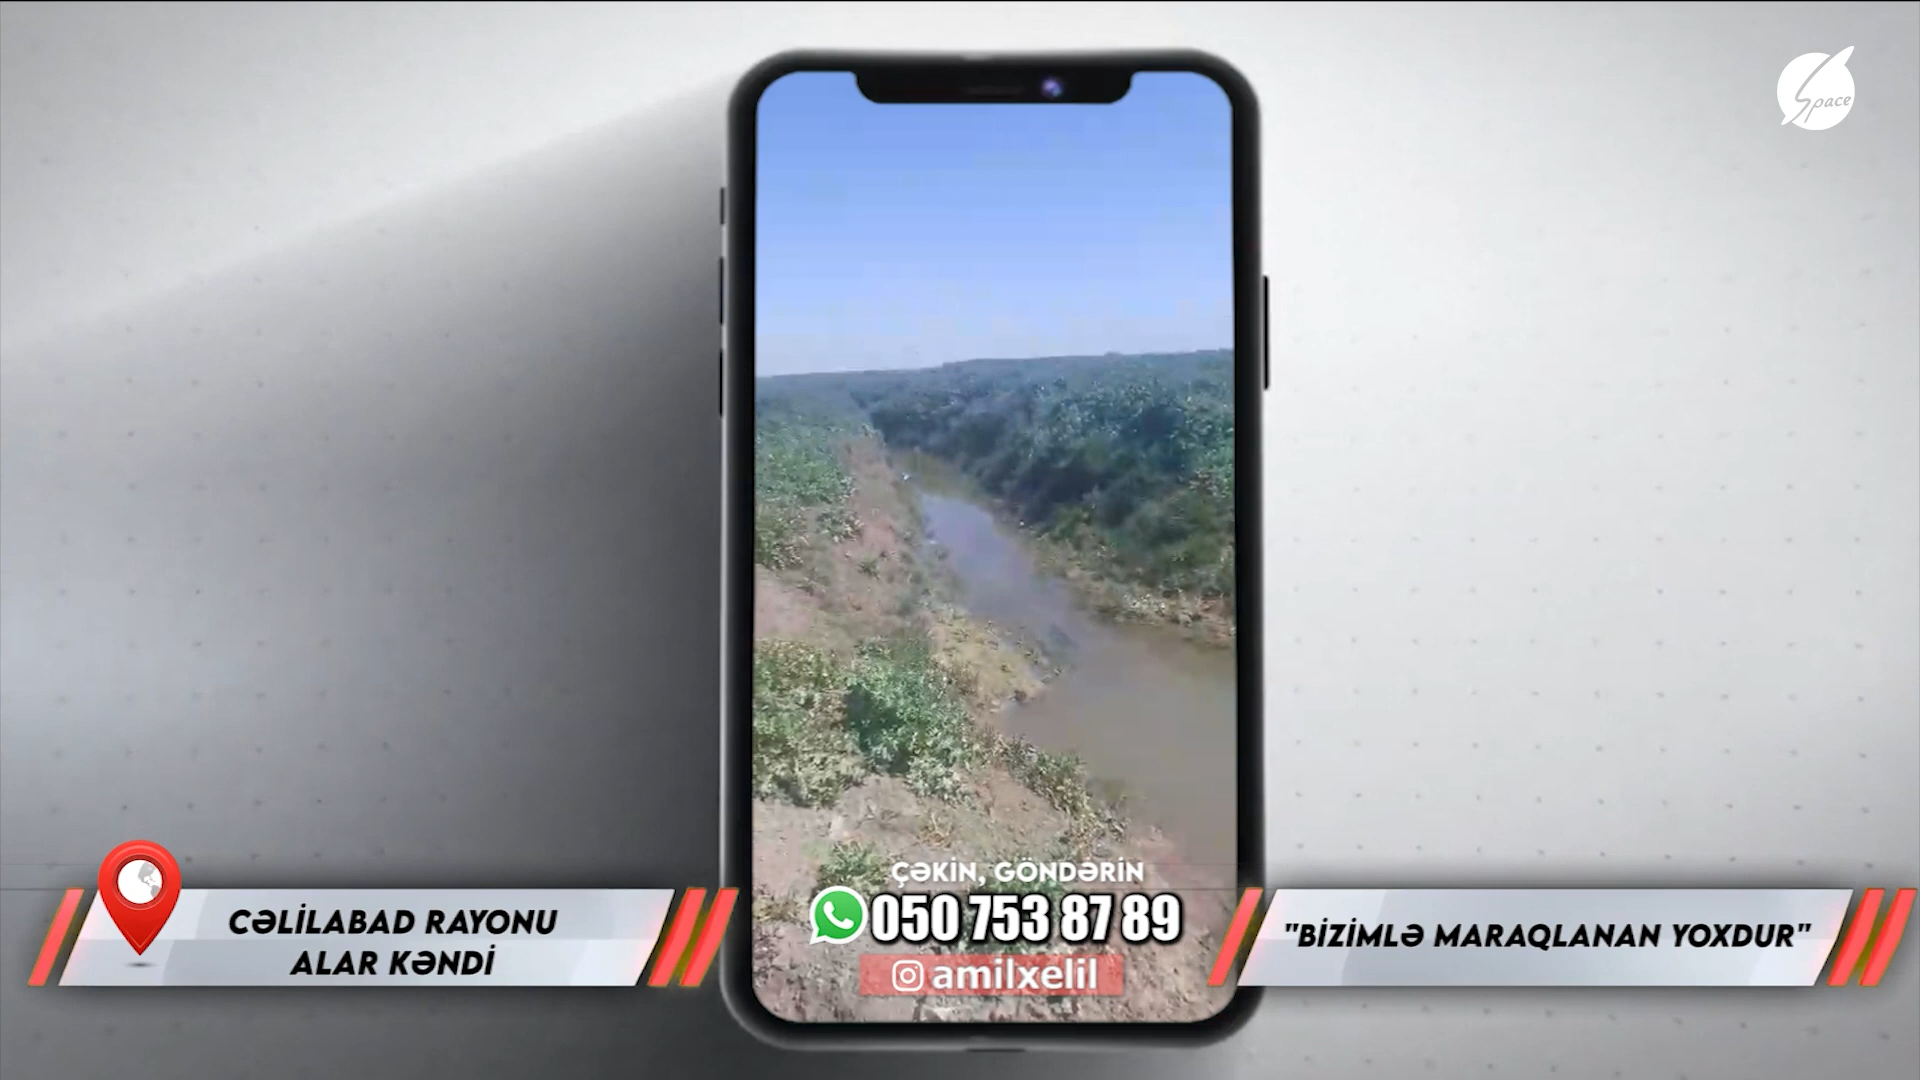 Space
ÇƏKİN, GÖNDƏRİN
050 753 87 89
amilxelil
CƏLİLABAD RAYONU
ALAR KƏNDİ
"BİZİMLƏ MARAQLANAN YOXDUR"